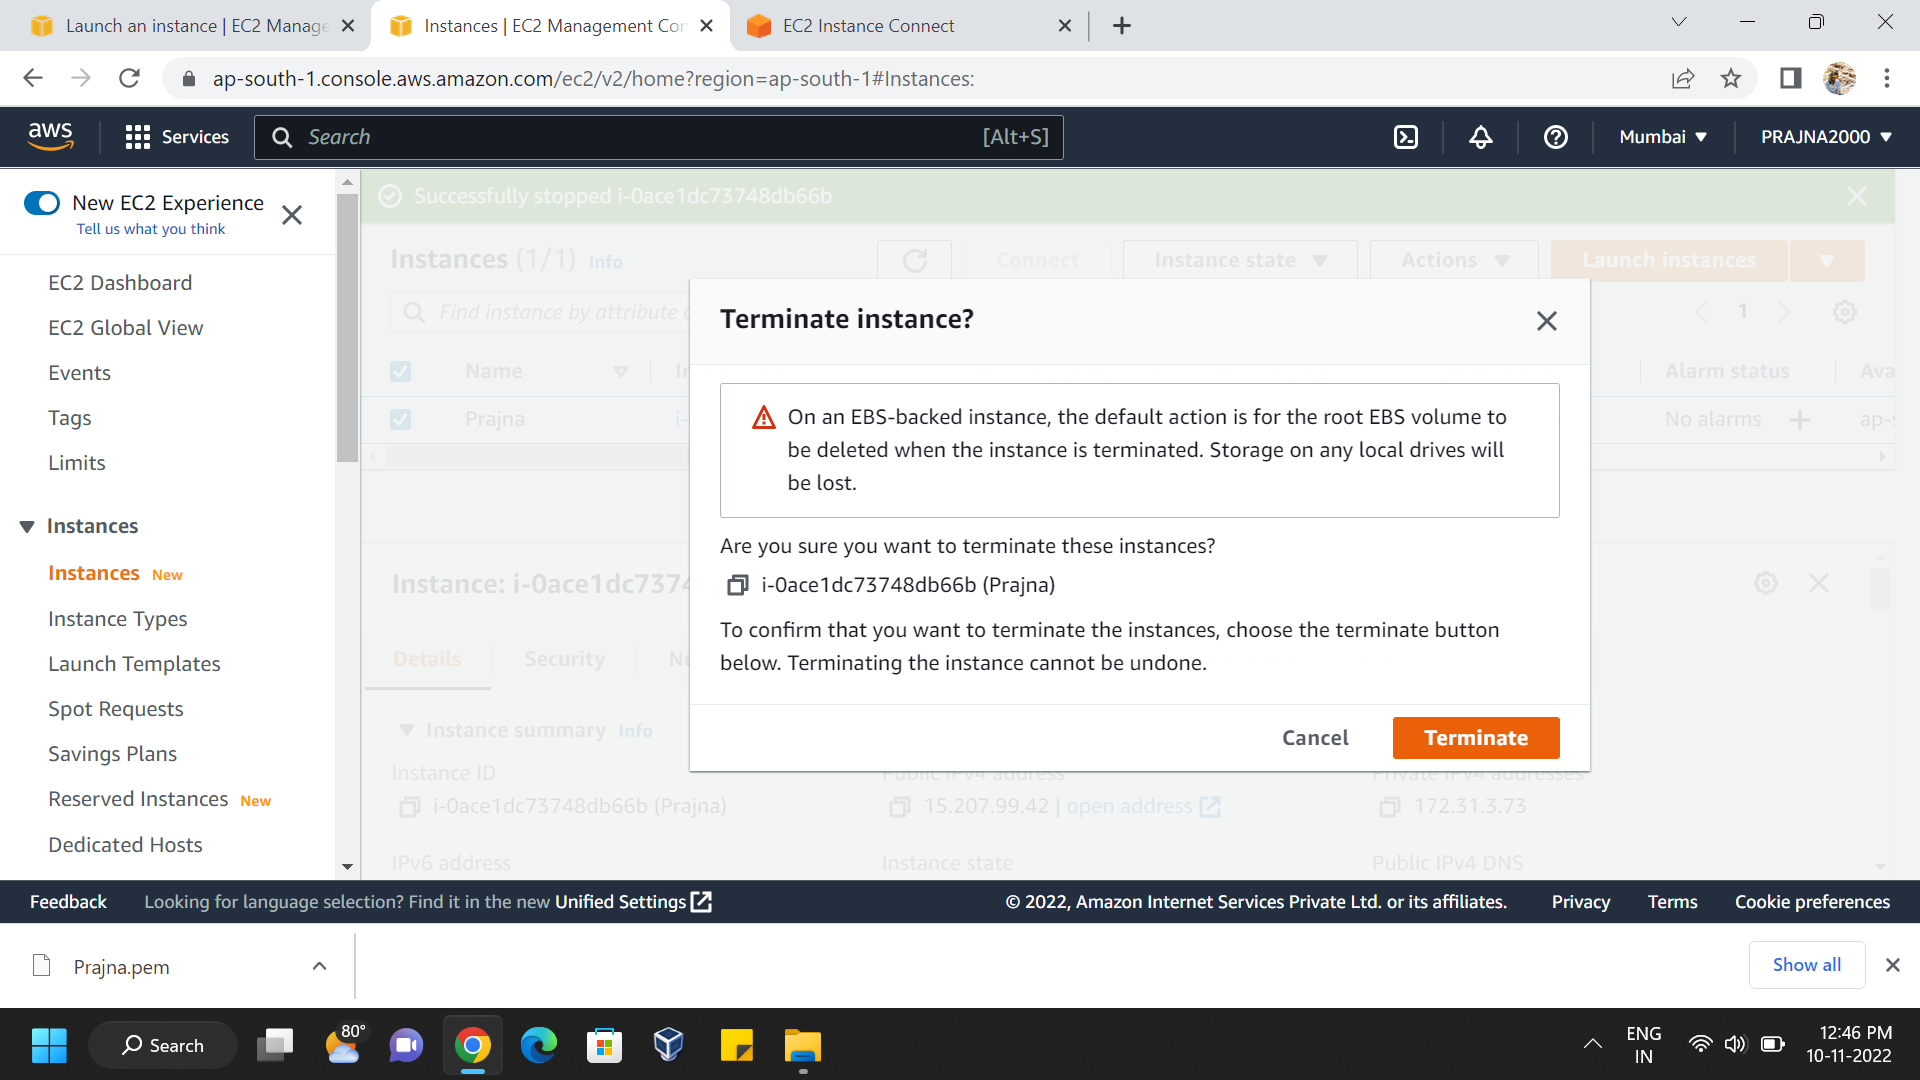 Launch an instance | EC2 Manage
Instances | EC2 Management Con
EC2 Instance Connect
ap-south-1.console.aws.amazon.com/ec2/v2/home?region=ap-south-1#Instances:
aws
Services
Search
[Alt+S]
Mumbai
PRAJNA2000
New EC2 Experience
Tell us what you think
EC2 Dashboard
EC2 Global View
Events
Tags
Limits
Instances
Instances New
Instance Types
Launch Templates
Spot Requests
Savings Plans
Reserved Instances New
Dedicated Hosts
Successfully stopped i-0ace1dc73748db66b
Instances (1/1) Info
Connect
Instance state
Actions
Launch instances
Find instance by attribute
1
Name
Alarm status
Ava
Prajna
i-
No alarms
ap-s
Terminate instance?
On an EBS-backed instance, the default action is for the root EBS volume to
be deleted when the instance is terminated. Storage on any local drives will
be lost.
Are you sure you want to terminate these instances?
i-0ace1dc73748db66b (Prajna)
To confirm that you want to terminate the instances, choose the terminate button
below. Terminating the instance cannot be undone.
Cancel
Terminate
Instance: i-0ace1dc7374
Details
Security
Ne
Instance summary Info
Instance ID
i-0ace1dc73748db66b (Prajna)
Public IPv4 address
15.207.99.42 | open address
Private IPv4 addresses
172.31.3.73
IPv6 address
Instance state
Public IPv4 DNS
Feedback
Looking for language selection? Find it in the new Unified Settings
© 2022, Amazon Internet Services Private Ltd. or its affiliates.
Privacy
Terms
Cookie preferences
Prajna.pem
Show all
Search
80°
ENG
IN
12:46 PM
10-11-2022